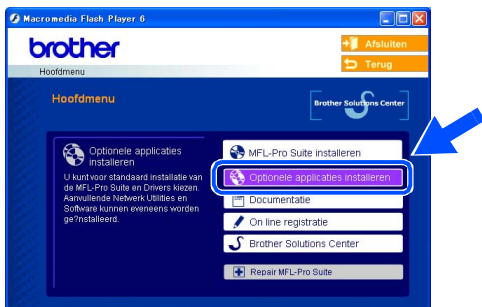 Macromedia Flash Player 6
brother
Afsluiten
Terug
Hoofdmenu
Hoofdmenu
Brother Solutions Center
Optionele applicaties
installeren
U kunt voor standaard installatie van
de MFL-Pro Suite en Drivers kiezen.
Aanvullende Netwerk Utilities en
Software kunnen eveneens worden
ge?nstalleerd.
MFL-Pro Suite installeren
Optionele applicaties installeren
Documentatie
On line registratie
Brother Solutions Center
Repair MFL-Pro Suite